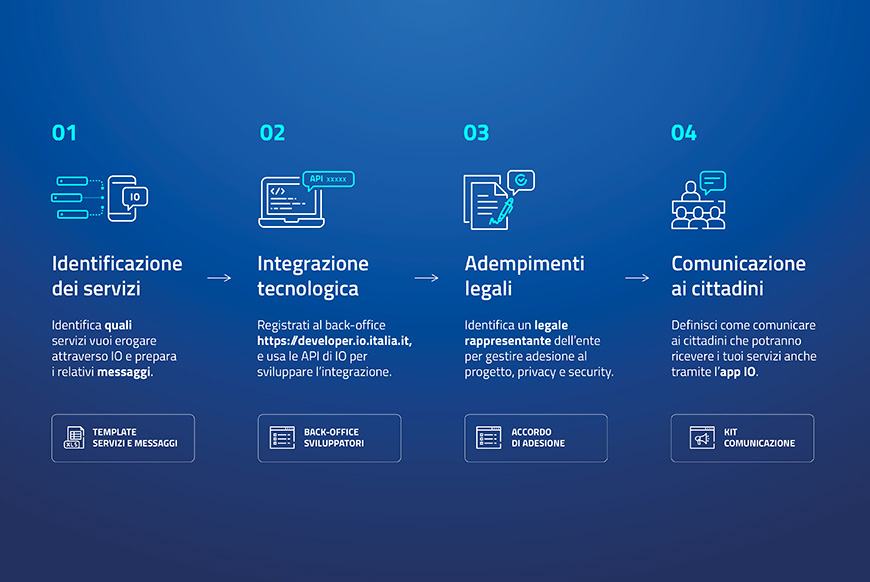 01
IO
Identificazione
dei servizi
Identifica quali
servizi vuoi erogare
attraverso IO e prepara
i relativi messaggi.
XLS
TEMPLATE
SERVIZI E MESSAGGI
02
API xxxxx
</>
Integrazione
tecnologica
Registrati al back-office
https://developer.io.italia.it,
e usa le API di IO per
sviluppare l'integrazione.
BACK-OFFICE
SVILUPPATORI
03
Adempimenti
legali
Identifica un legale
rappresentante dell'ente
per gestire adesione al
progetto, privacy e security.
ACCORDO
DI ADESIONE
04
Comunicazione
ai cittadini
Definisci come comunicare
ai cittadini che potranno
ricevere i tuoi servizi anche
tramite l'app IO.
KIT
COMUNICAZIONE